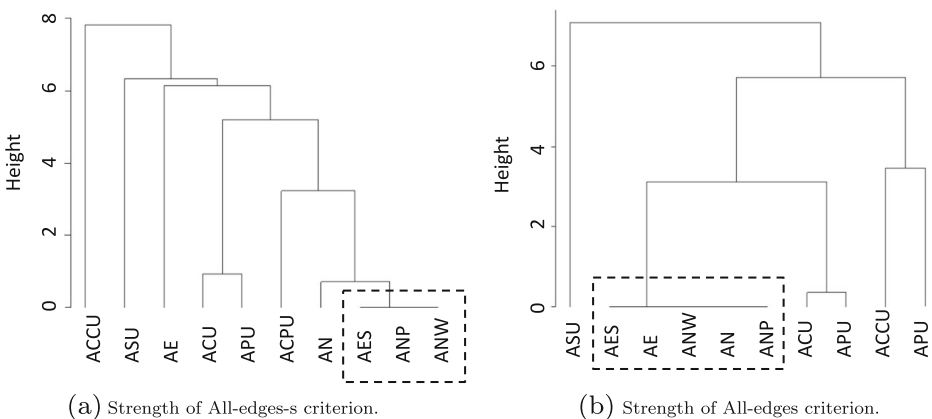 8
6
4
2
0
Height
ACCU
ASU
AE
ACU
APU
ACPU
AN
AES
ANP
ANW
(a) Strength of All-edges-s criterion.
6
4
2
0
Height
ASU
AES
AE
ANW
AN
ANP
ACU
APU
ACCU
APU
(b) Strength of All-edges criterion.